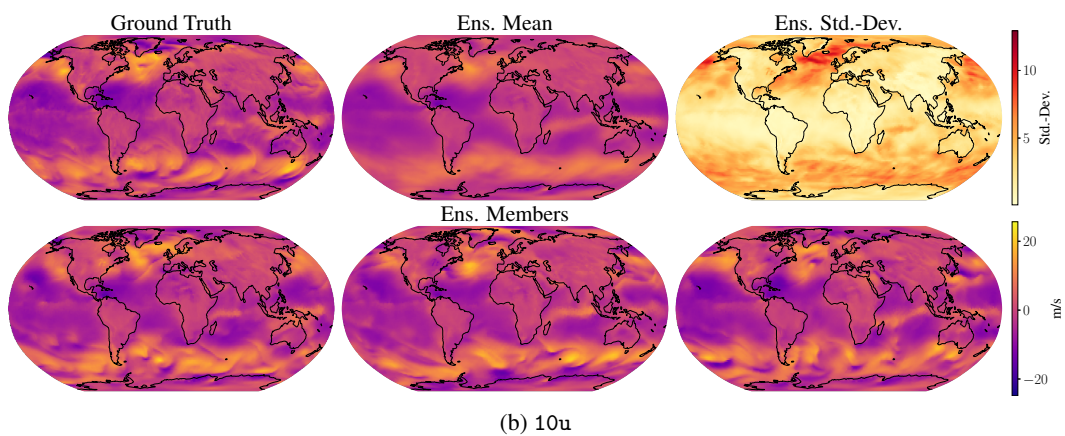 Ground Truth
Ens. Mean
Ens. Std.-Dev.
10
5
Std.-Dev.
Ens. Members
20
0
−20
m/s
(b) 10u